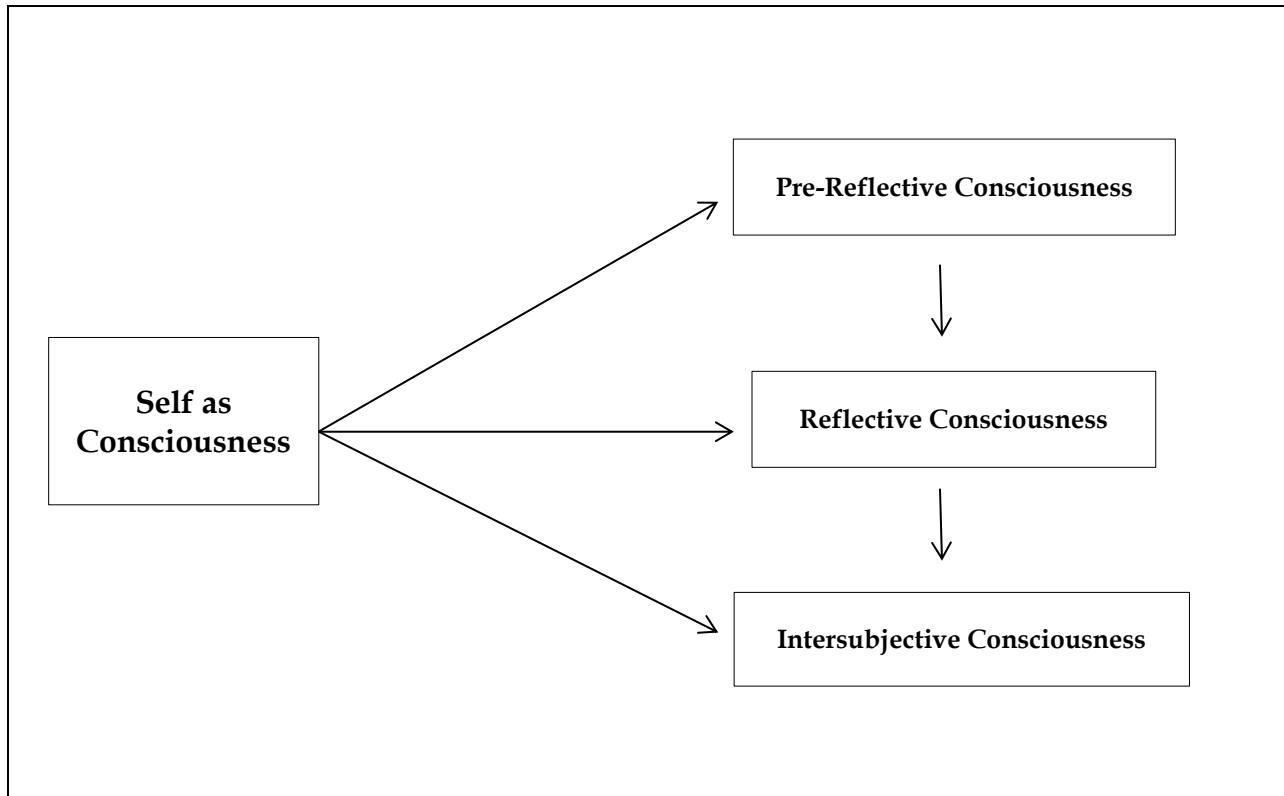 Pre-Reflective Consciousness
Self as
Consciousness
Reflective Consciousness
Intersubjective Consciousness